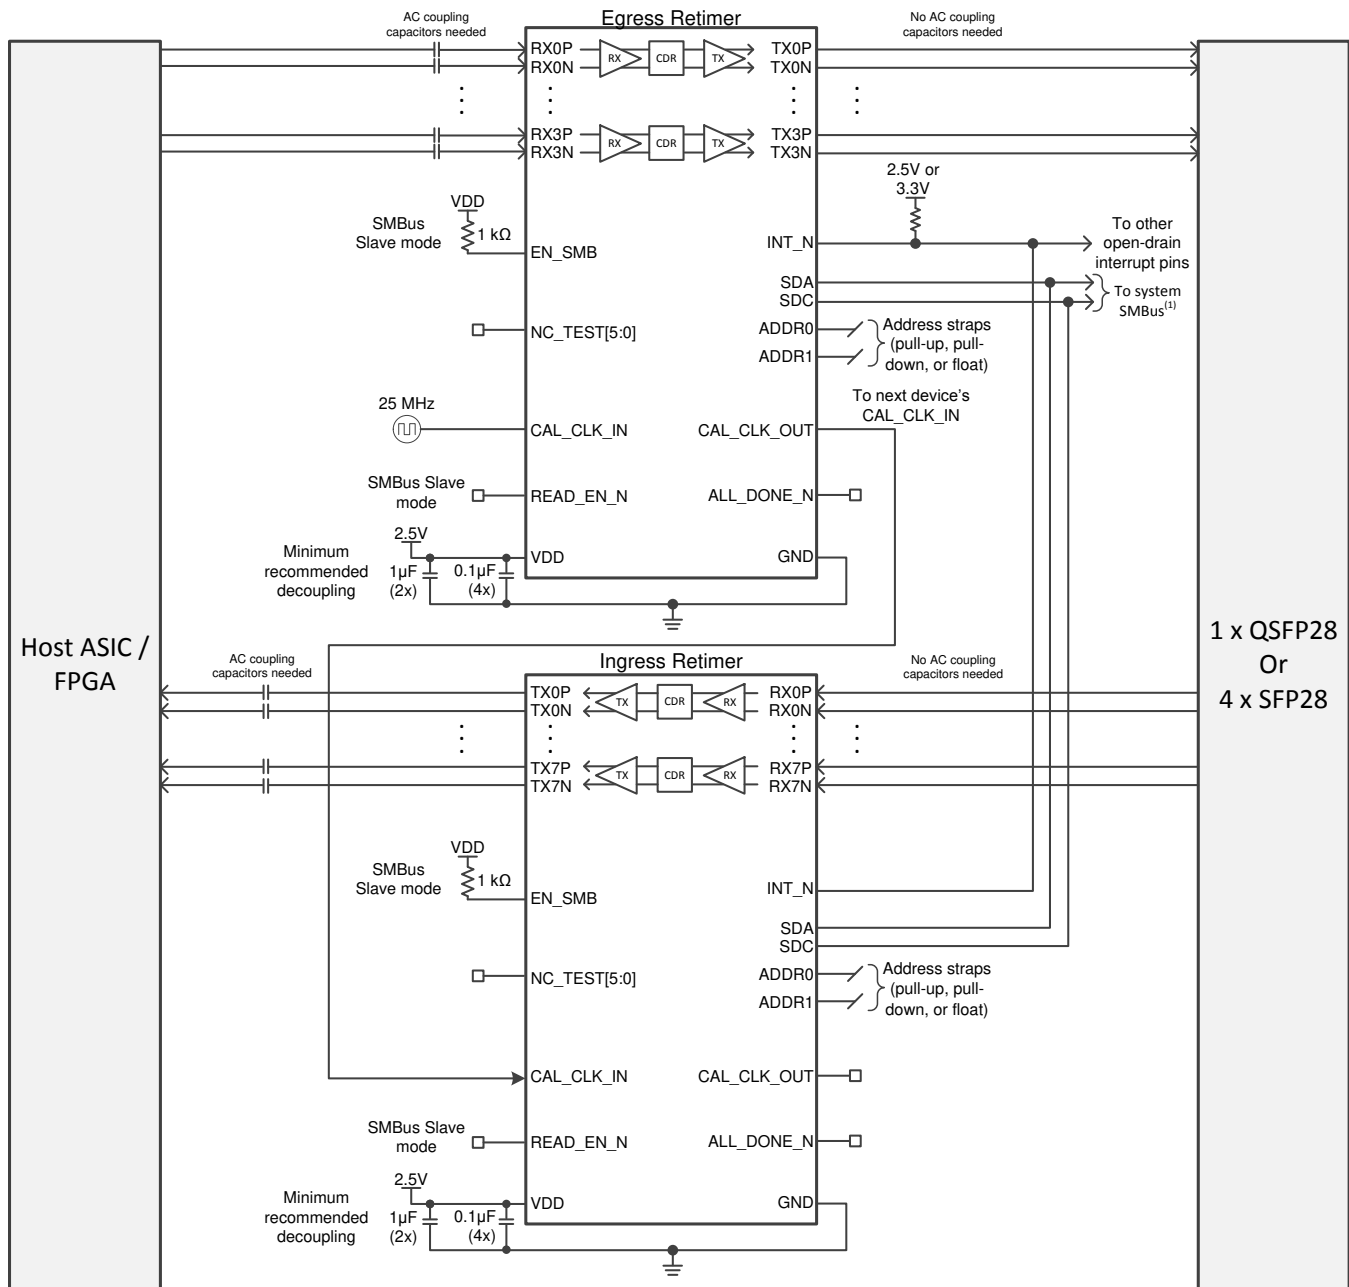 Egress Retimer
AC coupling
capacitors needed
No AC coupling
capacitors needed
RX0P
RX
CDR
TX
TX0P
RX0N
TX0N
RX3P
RX
CDR
TX
TX3P
RX3N
TX3N
2.5V or
3.3V
VDD
SMBus
Slave mode
1 kΩ
EN_SMB
INT_N
To other
open-drain
interrupt pins
SDA
SDC
To system
SMBus(1)
NC_TEST[5:0]
ADDR0
ADDR1
Address straps
(pull-up, pull-
down, or float)
To next device's
CAL_CLK_IN
25 MHz
CAL_CLK_IN
CAL_CLK_OUT
SMBus Slave
mode
READ_EN_N
ALL_DONE_N
2.5V
Minimum
recommended
decoupling
1µF
(2x)
0.1µF
(4x)
VDD
GND
Host ASIC /
FPGA
1 x QSFP28
Or
4 x SFP28
Ingress Retimer
AC coupling
capacitors needed
No AC coupling
capacitors needed
TX0P
TX
CDR
RX
RX0P
TX0N
RX0N
TX7P
TX
CDR
RX
RX7P
TX7N
RX7N
VDD
SMBus
Slave mode
1 kΩ
EN_SMB
INT_N
SDA
SDC
NC_TEST[5:0]
ADDR0
ADDR1
Address straps
(pull-up, pull-
down, or float)
CAL_CLK_IN
CAL_CLK_OUT
SMBus Slave
mode
READ_EN_N
ALL_DONE_N
2.5V
Minimum
recommended
decoupling
1µF
(2x)
0.1µF
(4x)
VDD
GND